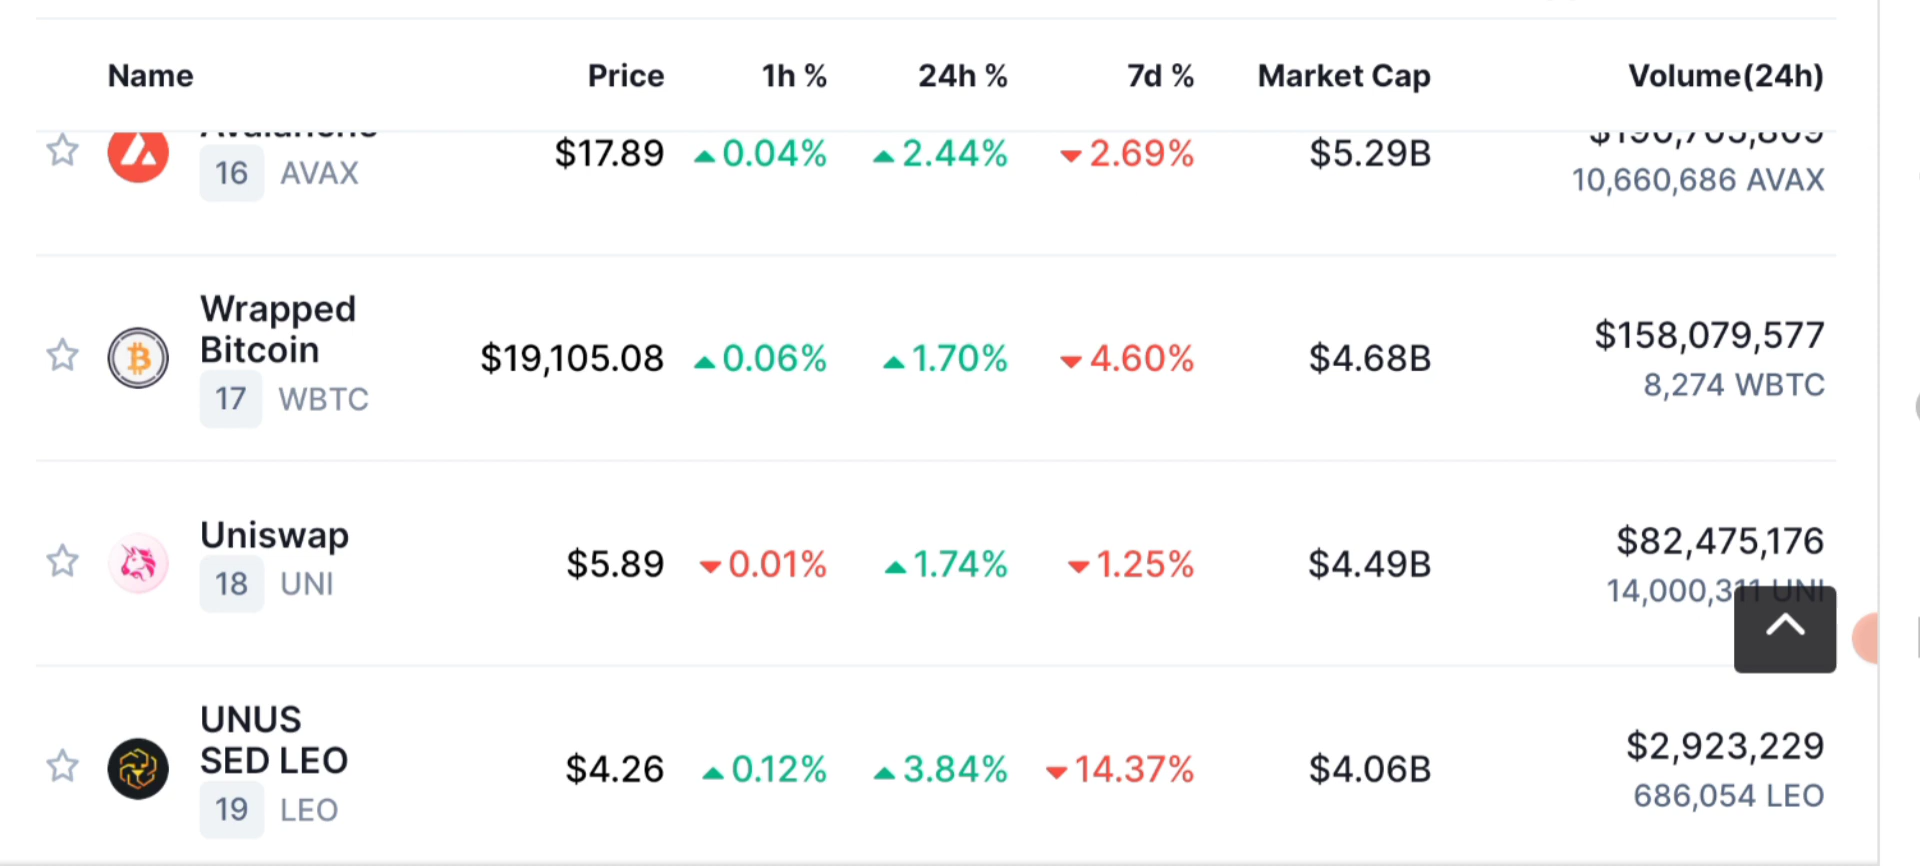 Name Price 1h % 24h % 7d % Market Cap Volume(24h)
$17.89 0.04% 2.44% 2.69% $5.29B
16 AVAX 10,660,686 AVAX
Wrapped
Bitcoin
$19,105.08 0.06% 1.70% 4.60% $4.68B $158,079,577
17 WBTC 8,274 WBTC
Uniswap
$5.89 0.01% 1.74% 1.25% $4.49B $82,475,176
18 UNI 14,000,311 UNI
UNUS
SED LEO
$4.26 0.12% 3.84% 14.37% $4.06B $2,923,229
19 LEO 686,054 LEO